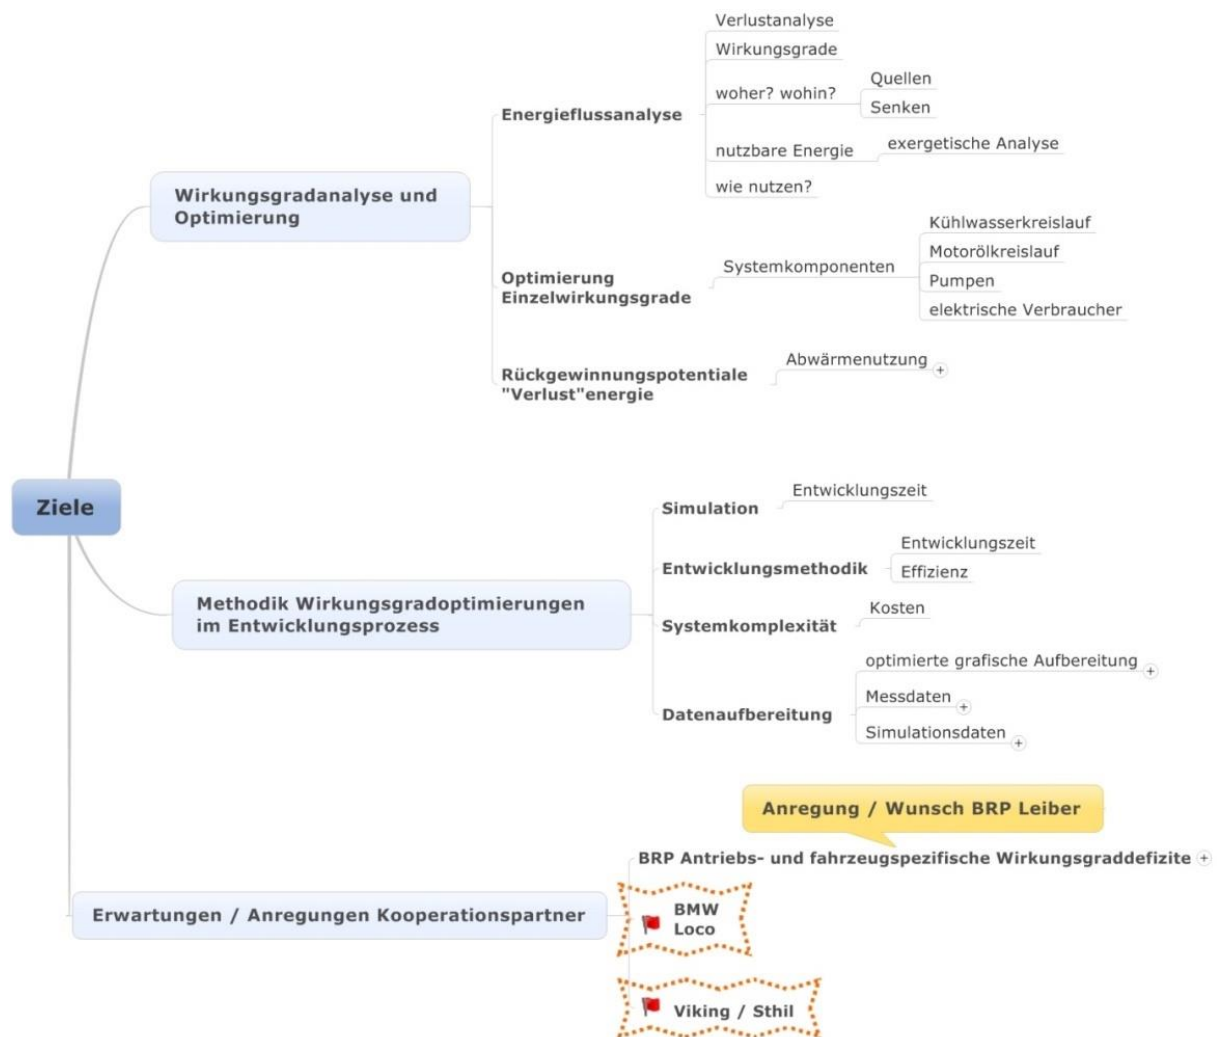 Ziele
Wirkungsgradanalyse und
Optimierung
Energieflussanalyse
Verlustanalyse
Wirkungsgrade
woher? wohin?
Quellen
Senken
nutzbare Energie
exergetische Analyse
wie nutzen?
Optimierung
Einzelwirkungsgrade
Systemkomponenten
Kühlwasserkreislauf
Motorölkreislauf
Pumpen
elektrische Verbraucher
Rückgewinnungspotentiale
"Verlust"energie
Abwärmenutzung
Methodik Wirkungsgradoptimierungen
im Entwicklungsprozess
Simulation
Entwicklungszeit
Entwicklungsmethodik
Entwicklungszeit
Effizienz
Systemkomplexität
Kosten
Datenaufbereitung
optimierte grafische Aufbereitung
Messdaten
Simulationsdaten
Erwartungen / Anregungen Kooperationspartner
Anregung / Wunsch BRP Leiber
BRP Antriebs- und fahrzeugspezifische Wirkungsgraddefizite
BMW
Loco
Viking / Sthil